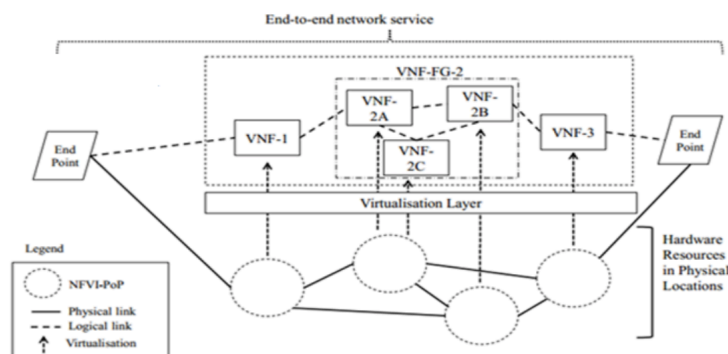 End-to-end network service
VNF-FG-2
VNF-
2A
VNF-
2B
VNF-1
VNF-3
VNF-
2C
End
Point
End
Point
Virtualisation Layer
Legend
NFVI-PoP
Physical link
Logical link
Virtualisation
Hardware
Resources
in Physical
Locations